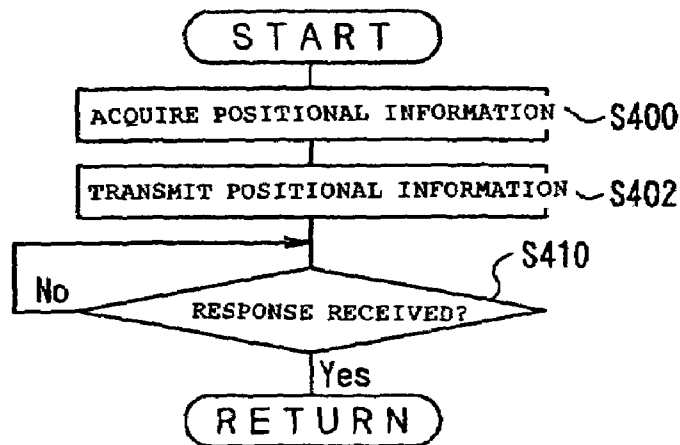 START
ACQUIRE POSITIONAL INFORMATION S400
TRANSMIT POSITIONAL INFORMATION S402
S410
No
RESPONSE RECEIVED?
Yes
RETURN